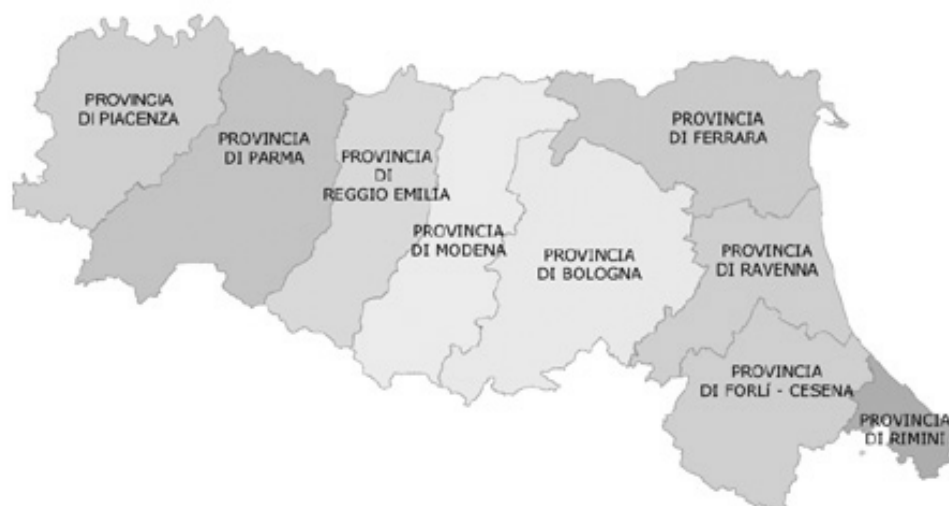 PROVINCIA
DI PIACENZA
PROVINCIA
DI PARMA
PROVINCIA
DI
REGGIO EMILIA
PROVINCIA
DI MODENA
PROVINCIA
DI BOLOGNA
PROVINCIA
DI FERRARA
PROVINCIA
DI RAVENNA
PROVINCIA
DI FORLÍ - CESENA
PROVINCIA
DI RIMINI